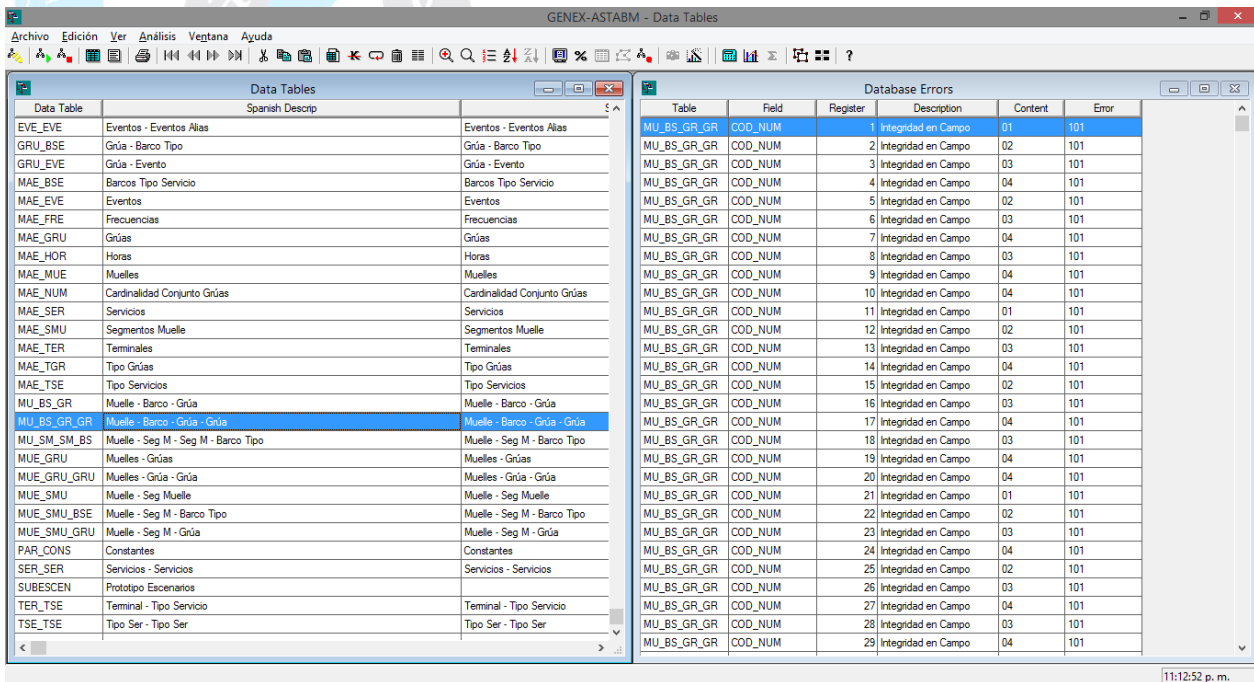 GENEX-ASTABM - Data Tables
Archivo Edición Ver Análisis Ventana Ayuda
Data Tables
Data Table Spanish Descrip S
EVE_EVE Eventos - Eventos Alias Eventos - Eventos Alias
GRU_BSE Grúa - Barco Tipo Grúa - Barco Tipo
GRU_EVE Grúa - Evento Grúa - Evento
MAE_BSE Barcos Tipo Servicio Barcos Tipo Servicio
MAE_EVE Eventos Eventos
MAE_FRE Frecuencias Frecuencias
MAE_GRU Grúas Grúas
MAE_HOR Horas Horas
MAE_MUE Muelles Muelles
MAE_NUM Cardinalidad Conjunto Grúas Cardinalidad Conjunto Grúas
MAE_SER Servicios Servicios
MAE_SMU Segmentos Muelle Segmentos Muelle
MAE_TER Terminales Terminales
MAE_TGR Tipo Grúas Tipo Grúas
MAE_TSE Tipo Servicios Tipo Servicios
MU_BS_GR Muelle - Barco - Grúa Muelle - Barco - Grúa
MU_BS_GR_GR Muelle - Barco - Grúa - Grúa Muelle - Barco - Grúa - Grúa
MU_SM_SM_BS Muelle - Seg M - Seg M - Barco Tipo Muelle - Seg M - Barco Tipo
MUE_GRU Muelles - Grúas Muelles - Grúas
MUE_GRU_GRU Muelles - Grúa - Grúa Muelles - Grúa - Grúa
MUE_SMU Muelle - Seg Muelle Muelle - Seg Muelle
MUE_SMU_BSE Muelle - Seg M - Barco Tipo Muelle - Seg M - Barco Tipo
MUE_SMU_GRU Muelle - Seg M - Grúa Muelle - Seg M - Grúa
PAR_CONS Constantes Constantes
SER_SER Servicios - Servicios Servicios - Servicios
SUBESCEN Prototipo Escenarios
TER_TSE Terminal - Tipo Servicio Terminal - Tipo Servicio
TSE_TSE Tipo Ser - Tipo Ser Tipo Ser - Tipo Ser
Database Errors
Table Field Register Description Content Error
MU_BS_GR_GR COD_NUM 1 Integridad en Campo 01 101
MU_BS_GR_GR COD_NUM 2 Integridad en Campo 02 101
MU_BS_GR_GR COD_NUM 3 Integridad en Campo 03 101
MU_BS_GR_GR COD_NUM 4 Integridad en Campo 04 101
MU_BS_GR_GR COD_NUM 5 Integridad en Campo 02 101
MU_BS_GR_GR COD_NUM 6 Integridad en Campo 03 101
MU_BS_GR_GR COD_NUM 7 Integridad en Campo 04 101
MU_BS_GR_GR COD_NUM 8 Integridad en Campo 03 101
MU_BS_GR_GR COD_NUM 9 Integridad en Campo 04 101
MU_BS_GR_GR COD_NUM 10 Integridad en Campo 04 101
MU_BS_GR_GR COD_NUM 11 Integridad en Campo 01 101
MU_BS_GR_GR COD_NUM 12 Integridad en Campo 02 101
MU_BS_GR_GR COD_NUM 13 Integridad en Campo 03 101
MU_BS_GR_GR COD_NUM 14 Integridad en Campo 04 101
MU_BS_GR_GR COD_NUM 15 Integridad en Campo 02 101
MU_BS_GR_GR COD_NUM 16 Integridad en Campo 03 101
MU_BS_GR_GR COD_NUM 17 Integridad en Campo 04 101
MU_BS_GR_GR COD_NUM 18 Integridad en Campo 03 101
MU_BS_GR_GR COD_NUM 19 Integridad en Campo 04 101
MU_BS_GR_GR COD_NUM 20 Integridad en Campo 04 101
MU_BS_GR_GR COD_NUM 21 Integridad en Campo 01 101
MU_BS_GR_GR COD_NUM 22 Integridad en Campo 02 101
MU_BS_GR_GR COD_NUM 23 Integridad en Campo 03 101
MU_BS_GR_GR COD_NUM 24 Integridad en Campo 04 101
MU_BS_GR_GR COD_NUM 25 Integridad en Campo 02 101
MU_BS_GR_GR COD_NUM 26 Integridad en Campo 03 101
MU_BS_GR_GR COD_NUM 27 Integridad en Campo 04 101
MU_BS_GR_GR COD_NUM 28 Integridad en Campo 03 101
MU_BS_GR_GR COD_NUM 29 Integridad en Campo 04 101
11:12:52 p. m.